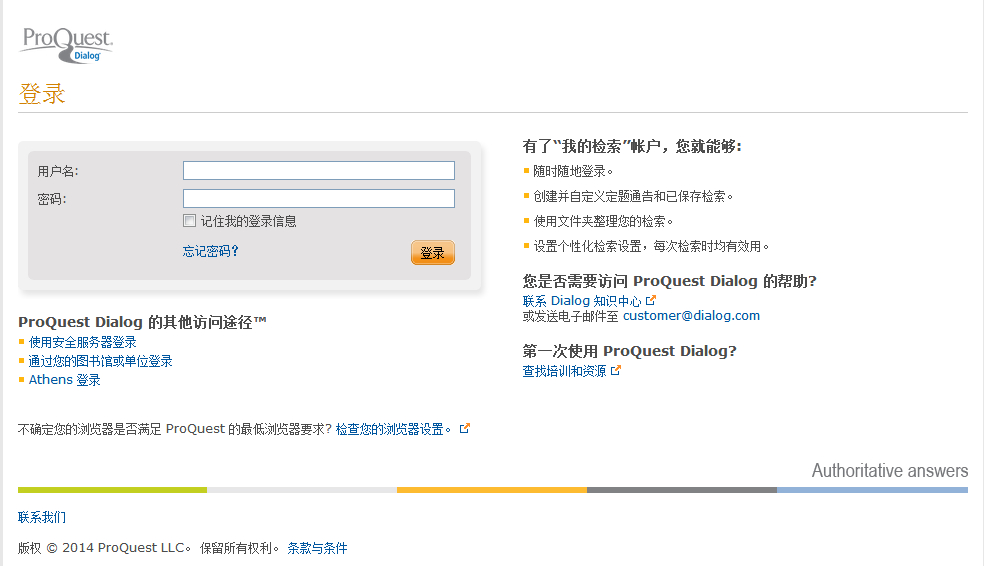 ProQuest
Dialog
登录
用户名:
密码:
记住我的登录信息
忘记密码?
登录
ProQuest Dialog 的其他访问途径™
使用安全服务器登录
通过您的图书馆或单位登录
Athens 登录
有了“我的检索”帐户，您就能够:
随时随地登录。
创建并自定义定题通告和已保存检索。
使用文件夹整理您的检索。
设置个性化检索设置，每次检索时均有效用。
您是否需要访问 ProQuest Dialog 的帮助?
联系 Dialog 知识中心
或发送电子邮件至 customer@dialog.com
第一次使用 ProQuest Dialog?
查找培训和资源
不确定您的浏览器是否满足 ProQuest 的最低浏览器要求? 检查您的浏览器设置。
Authoritative answers
联系我们
版权 © 2014 ProQuest LLC。 保留所有权利。 条款与条件